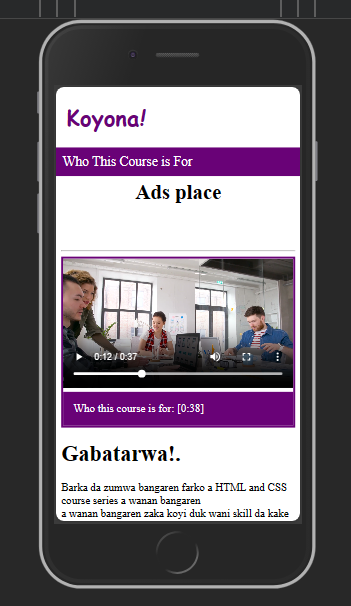 Koyona!
Who This Course is For
Ads place
0:12 / 0:37
Who this course is for: [0:38]
Gabatarwa!.
Barka da zumwa bangaren farko a HTML and CSS
course series a wanan bangaren
a wanan bangaren zaka koyi duk wani skill da kake